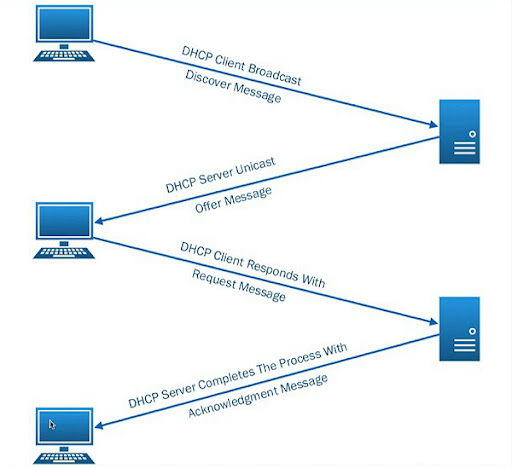 DHCP Client Broadcast
Discover Message
DHCP Server Unicast
Offer Message
DHCP Client Responds With
Request Message
DHCP Server Completes The Process With
Acknowledgment Message